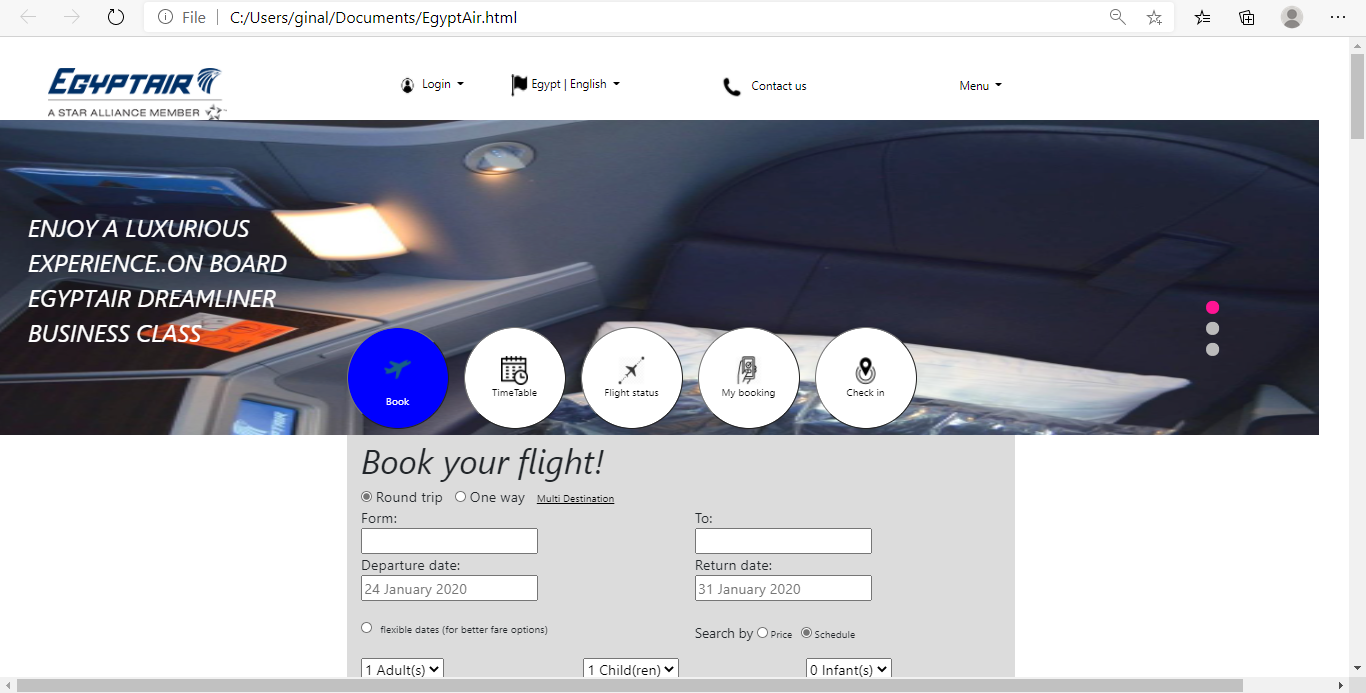 File C:/Users/ginal/Documents/EgyptAir.html
EGYPTAIR
A STAR ALLIANCE MEMBER
Login Egypt | English Contact us Menu
ENJOY A LUXURIOUS
EXPERIENCE..ON BOARD
EGYPTAIR DREAMLINER
BUSINESS CLASS
Book TimeTable Flight status My booking Check in
Book your flight!
Round trip One way Multi Destination
Form: To:
Departure date: Return date:
24 January 2020 31 January 2020
flexible dates (for better fare options) Search by Price Schedule
1 Adult(s) 1 Child(ren) 0 Infant(s)